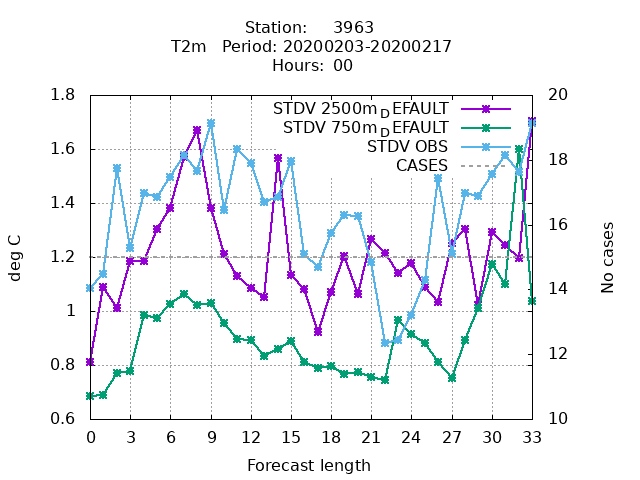 Station: 3963
T2m Period: 20200203-20200217
Hours: 00
STDV 2500m_DEFAULT
STDV 750m_DEFAULT
STDV OBS
CASES
deg C
1.8
1.6
1.4
1.2
1
0.8
0.6
20
18
16
14
12
10
No cases
0 3 6 9 12 15 18 21 24 27 30 33
Forecast length